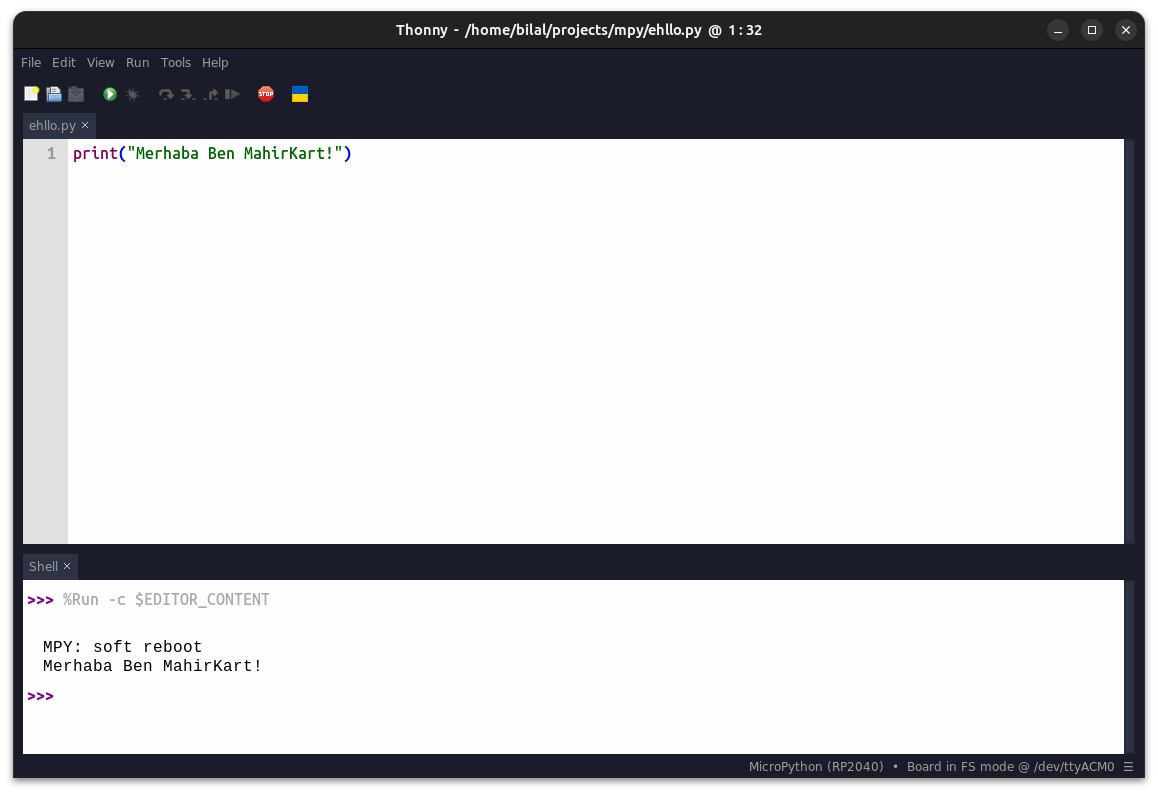 Thonny - /home/bilal/projects/mpy/ehllo.py @ 1:32
File Edit View Run Tools Help
STOP
ehllo.py ×
1 print("Merhaba Ben MahirKart!")
Shell ×
>>> %Run -c $EDITOR_CONTENT
MPY: soft reboot
Merhaba Ben MahirKart!
>>>
MicroPython (RP2040) • Board in FS mode @ /dev/ttyACM0 ☰